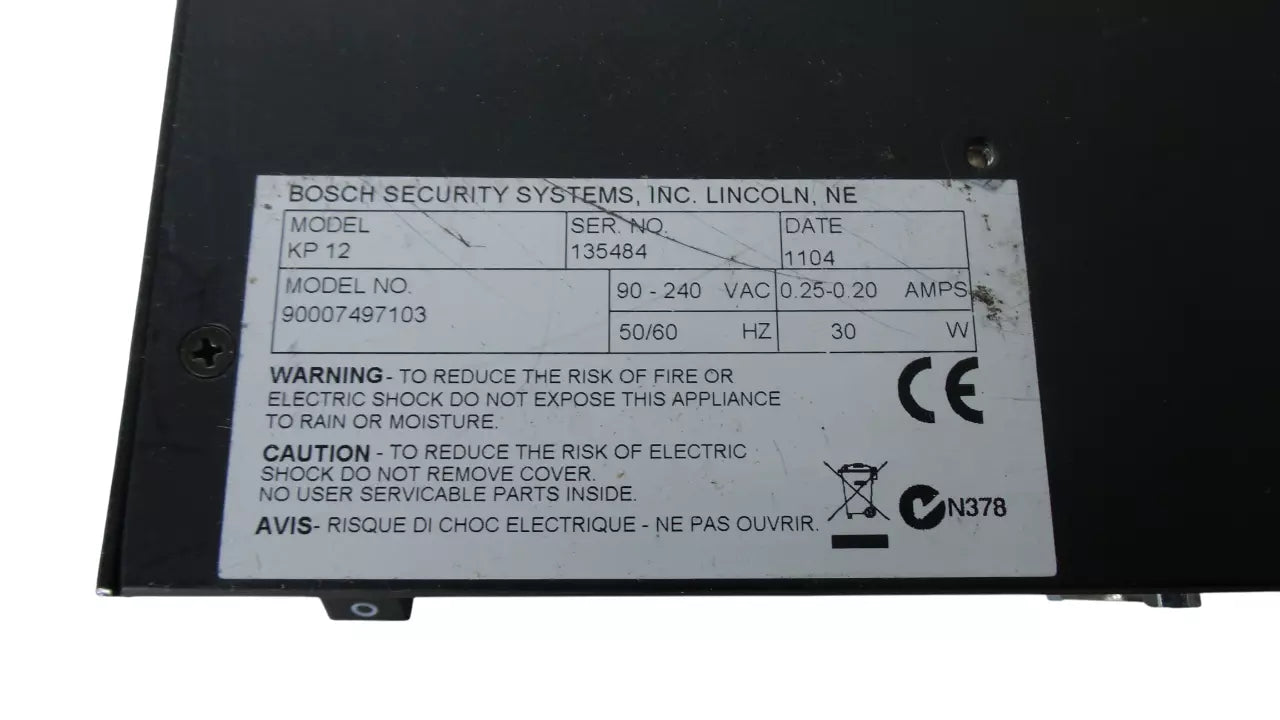 BOSCH SECURITY SYSTEMS, INC. LINCOLN, NE
MODEL SER. NO. DATE
KP 12 135484 1104
MODEL NO.
90007497103
90 - 240 VAC 0.25-0.20 AMPS
50/60 HZ 30 W
WARNING - TO REDUCE THE RISK OF FIRE OR
ELECTRIC SHOCK DO NOT EXPOSE THIS APPLIANCE
TO RAIN OR MOISTURE.
CE
CAUTION - TO REDUCE THE RISK OF ELECTRIC
SHOCK DO NOT REMOVE COVER.
NO USER SERVICABLE PARTS INSIDE.
AVIS- RISQUE DI CHOC ELECTRIQUE - NE PAS OUVRIR.
N378
O